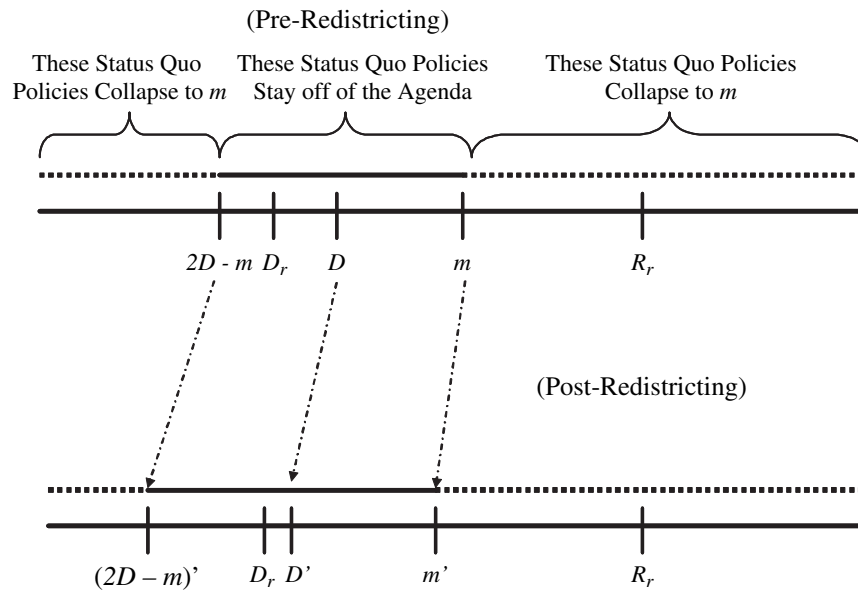 (Pre-Redistricting)
These Status Quo
Policies Collapse to m
These Status Quo Policies
Stay off of the Agenda
These Status Quo Policies
Collapse to m
2D - m D_r D m R_r
(Post-Redistricting)
(2D – m)’ D_r D’ m’ R_r